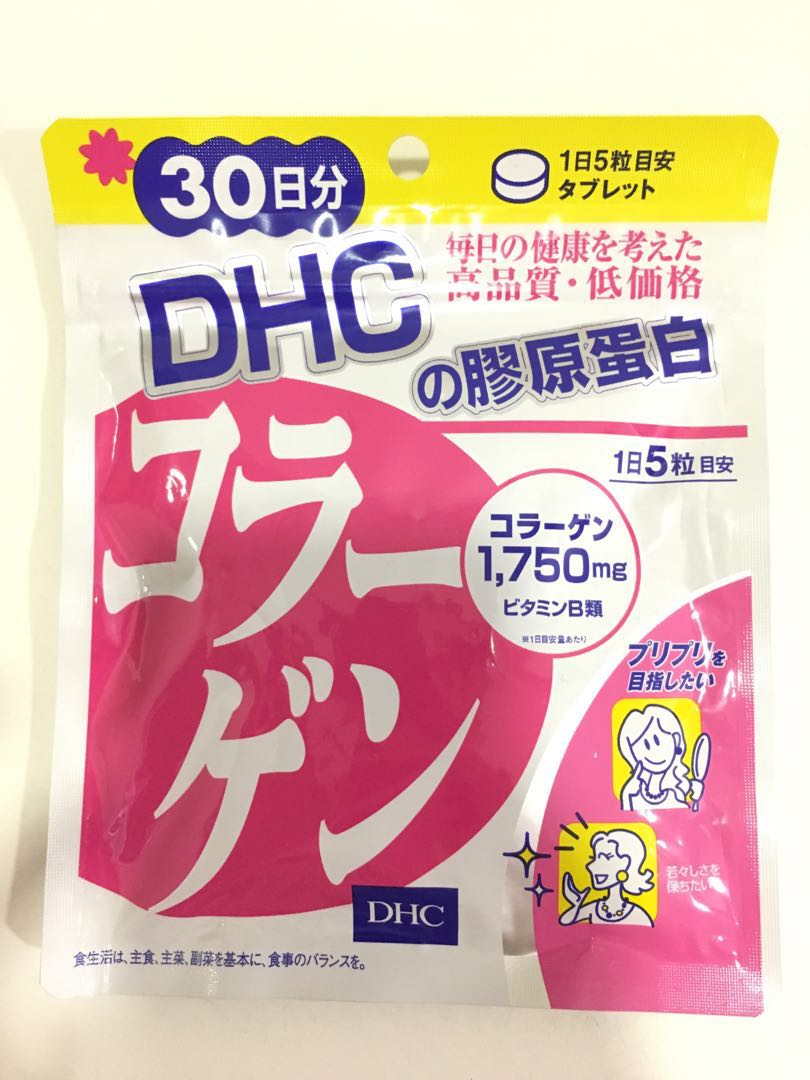 30日分
1日5粒目安
タブレット
毎日の健康を考えた
高品質・低価格
DHC
の膠原蛋白
1日5粒目安
コラー
ゲン
コラーゲン
1,750mg
ビタミンB類
※1日目安量あたり
プリプリを
目指したい
若々しさを
保ちたい
DHC
食生活は、主食、主菜、副菜を基本に、食事のバランスを。